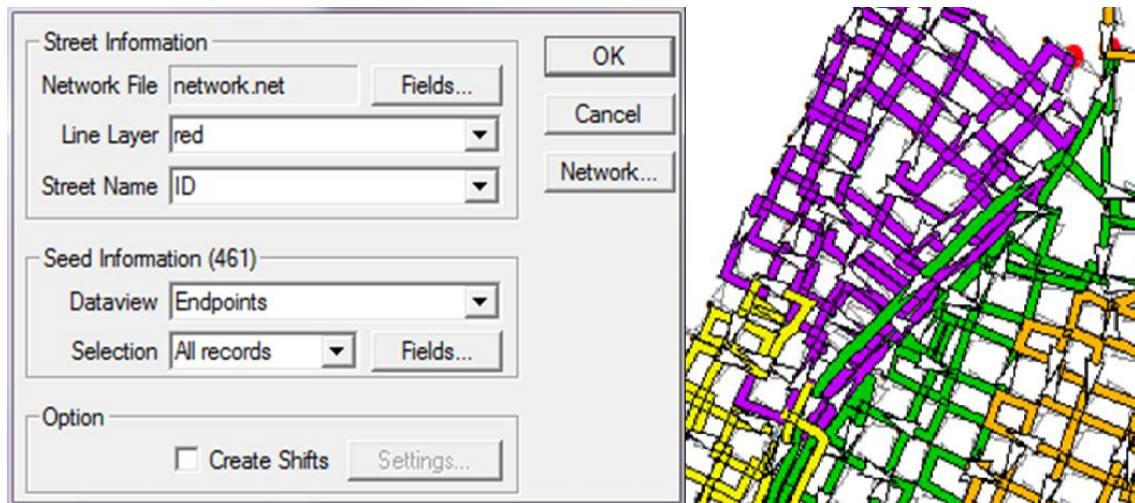 Street Information
Network File network.net Fields...
Line Layer red
Street Name ID
OK
Cancel
Network...
Seed Information (461)
Dataview Endpoints
Selection All records Fields...
Option
Create Shifts Settings...